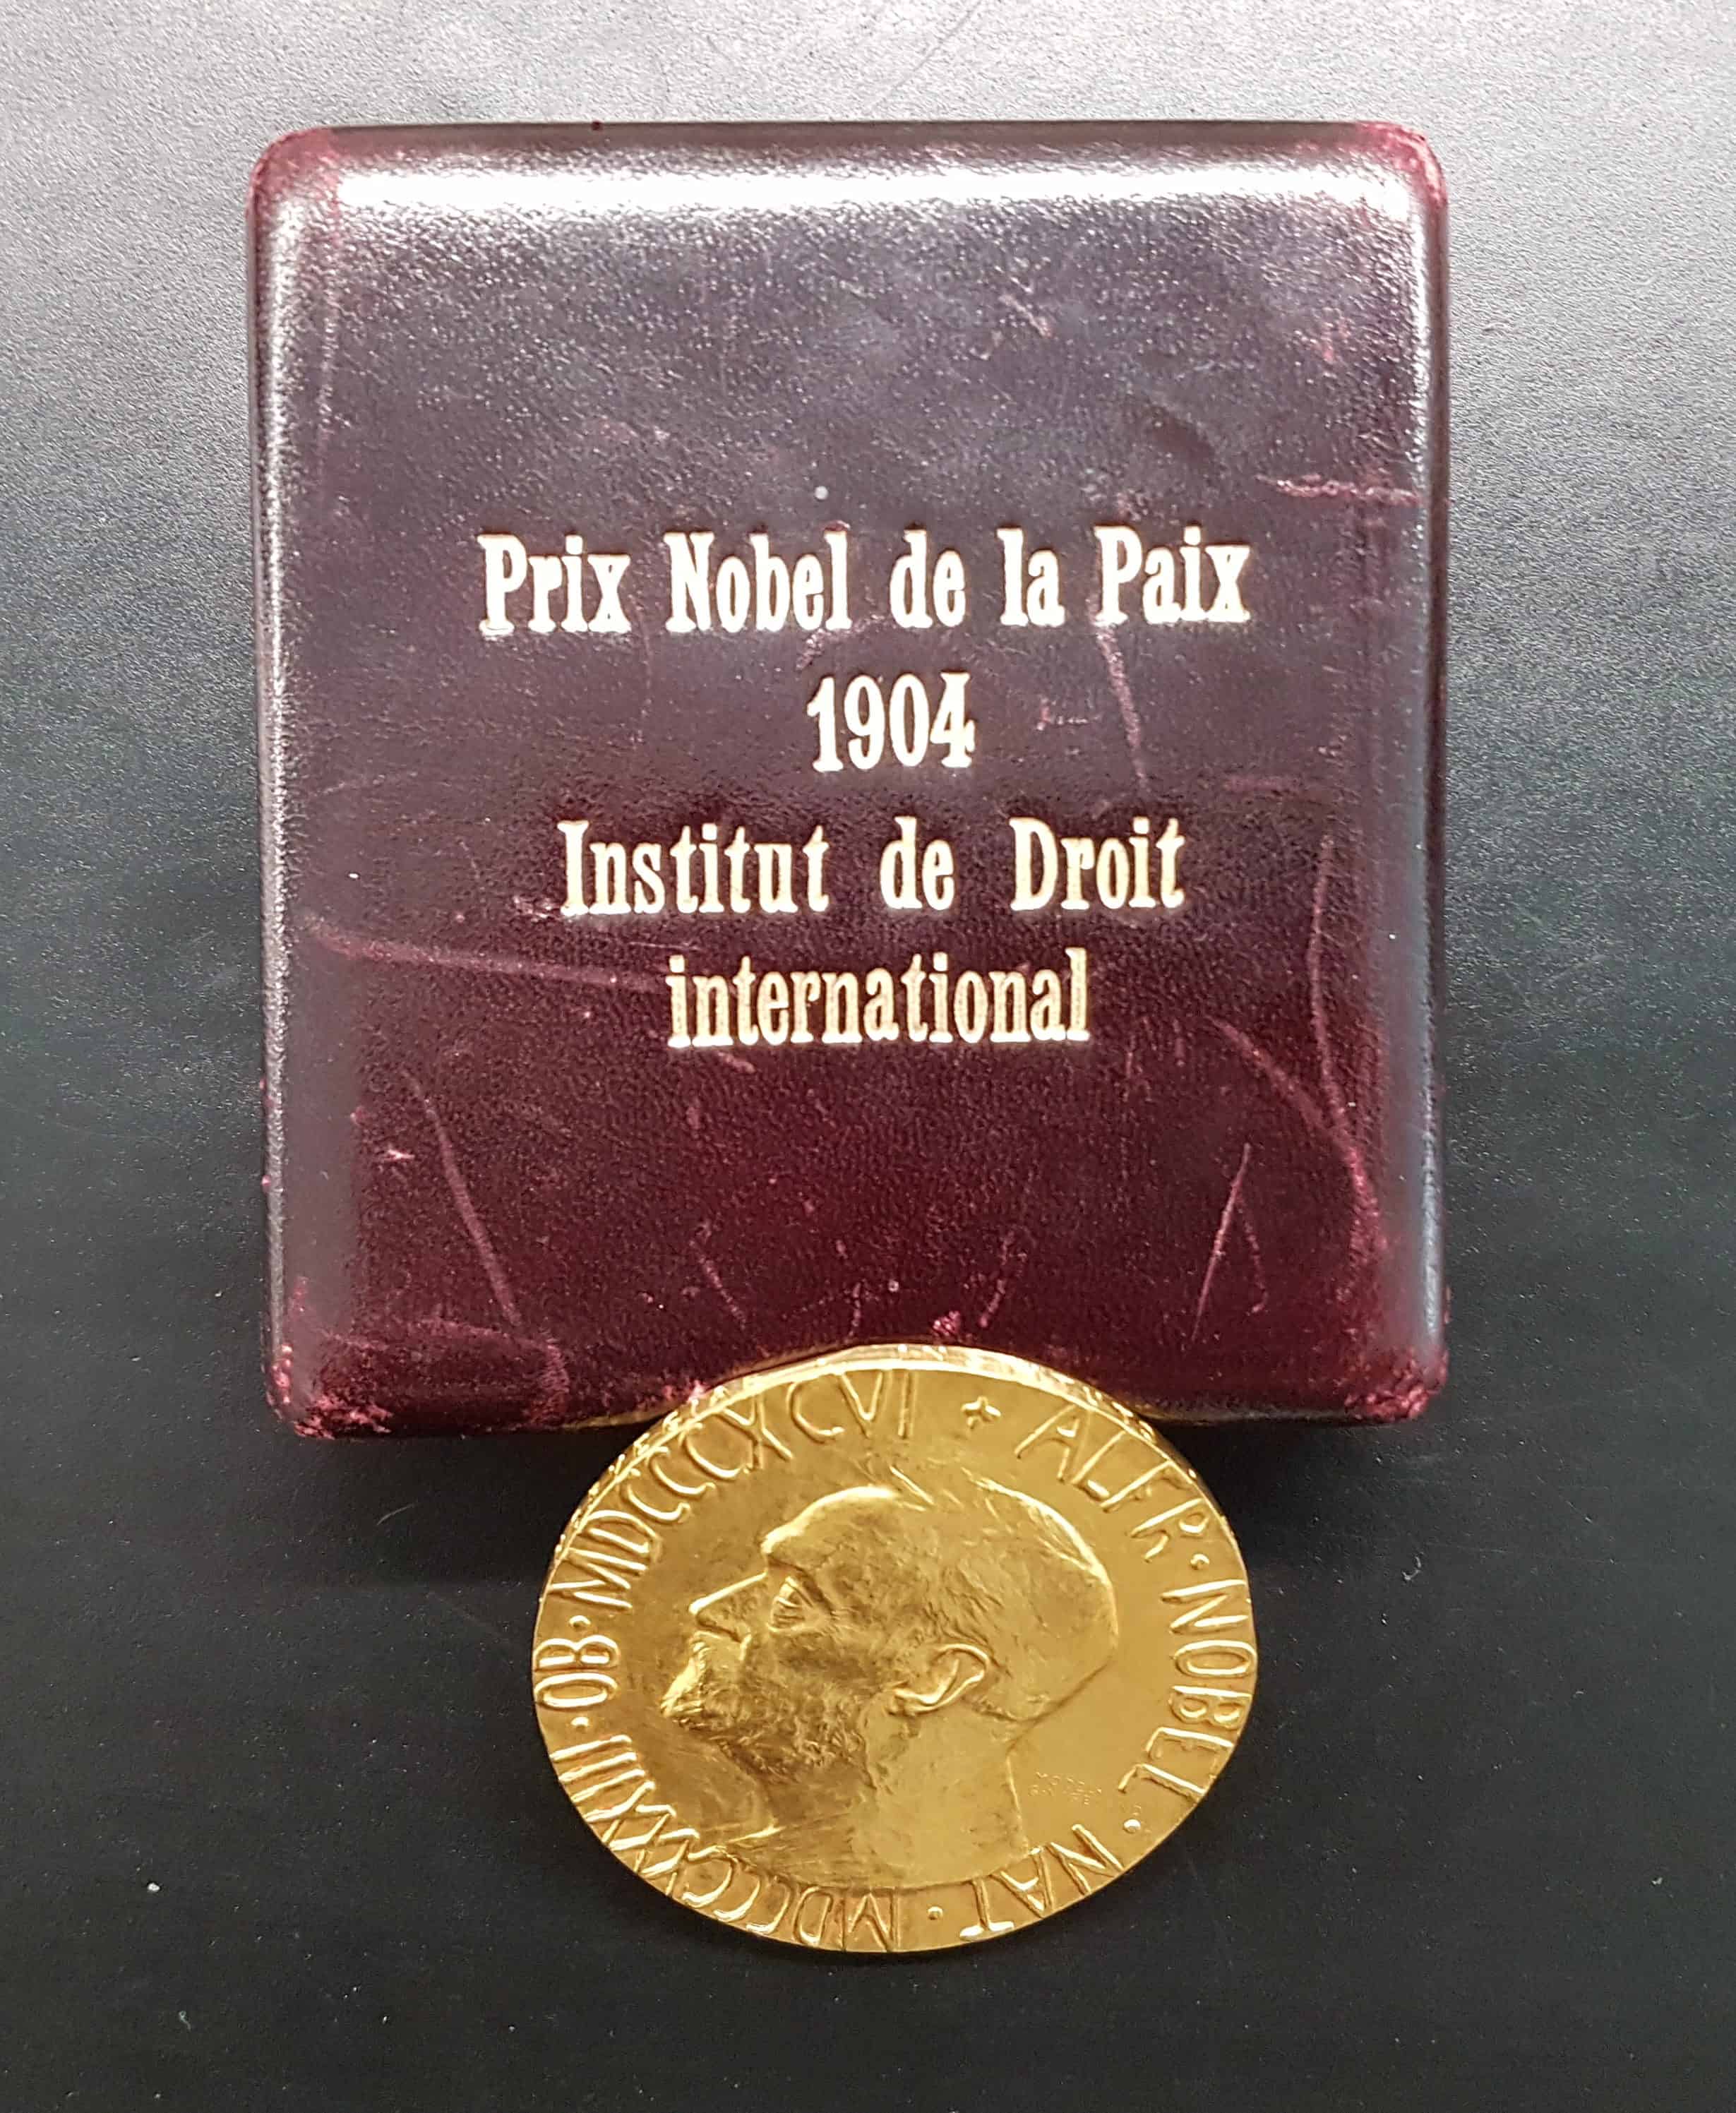 Prix Nobel de la Paix
1904
Institut de Droit
international
ALFR·NOBEL·NAT·MDCCCXXXIII·OB·MDCCCXCVI